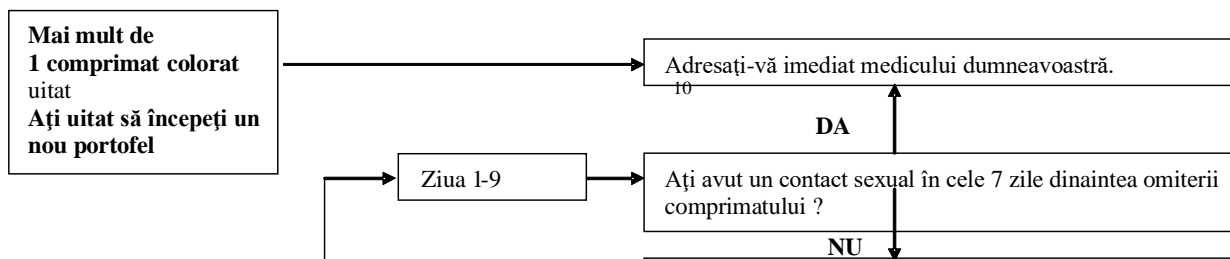 Mai mult de
1 comprimat colorat
uitat
Aţi uitat să începeţi un
nou portofel
Adresați-vă imediat medicului dumneavoastră.
10
DA
Ziua 1-9
Aţi avut un contact sexual în cele 7 zile dinaintea omiterii
comprimatului ?
NU